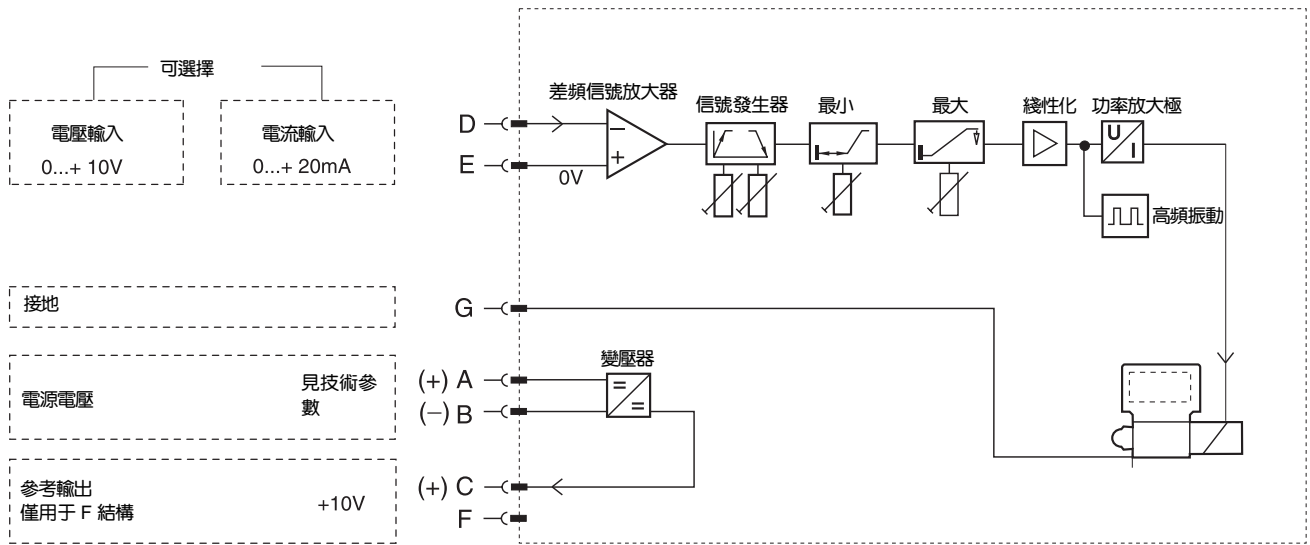 可選擇
電壓輸入
0...+ 10V
電流輸入
0...+ 20mA
接地
電源電壓
見技術參
數
參考輸出
僅用于 F 結構
+10V
D
E
G
(+) A
(−) B
(+) C
F
差頻信號放大器
−
+
0V
信號發生器
最小
最大
綫性化
功率放大極
U
I
高頻振動
變壓器
=
=